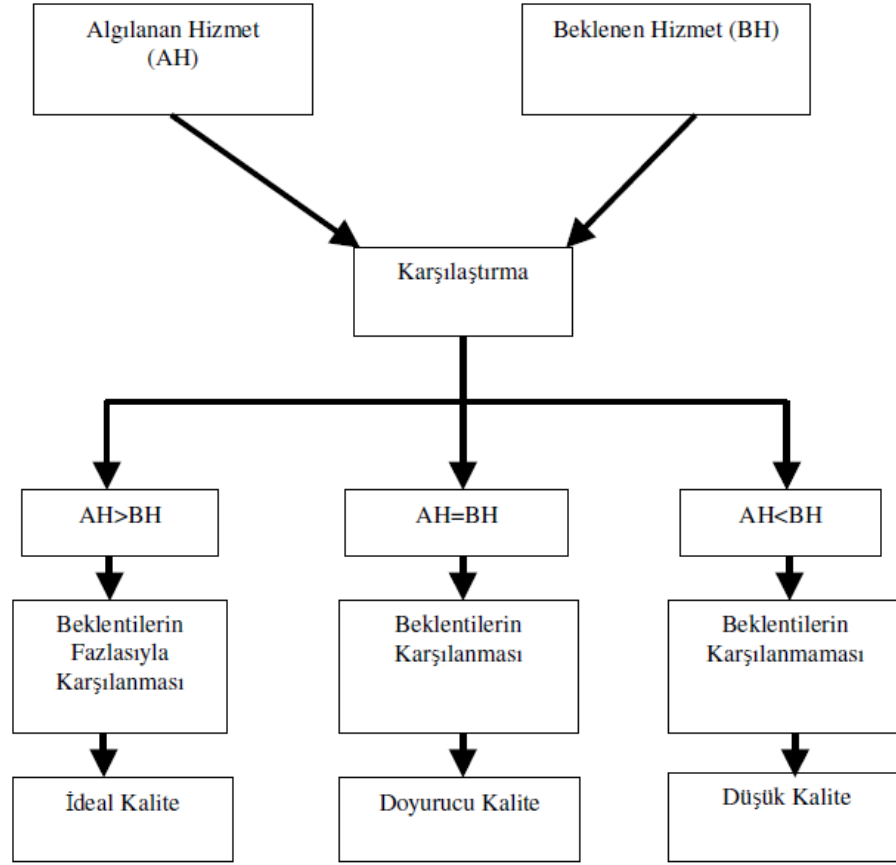 Algılanan Hizmet
(AH)
Beklenen Hizmet (BH)
Karşılaştırma
AH>BH
AH=BH
AH<BH
Beklentilerin
Fazlasıyla
Karşılanması
Beklentilerin
Karşılanması
Beklentilerin
Karşılanmaması
İdeal Kalite
Doyurucu Kalite
Düşük Kalite